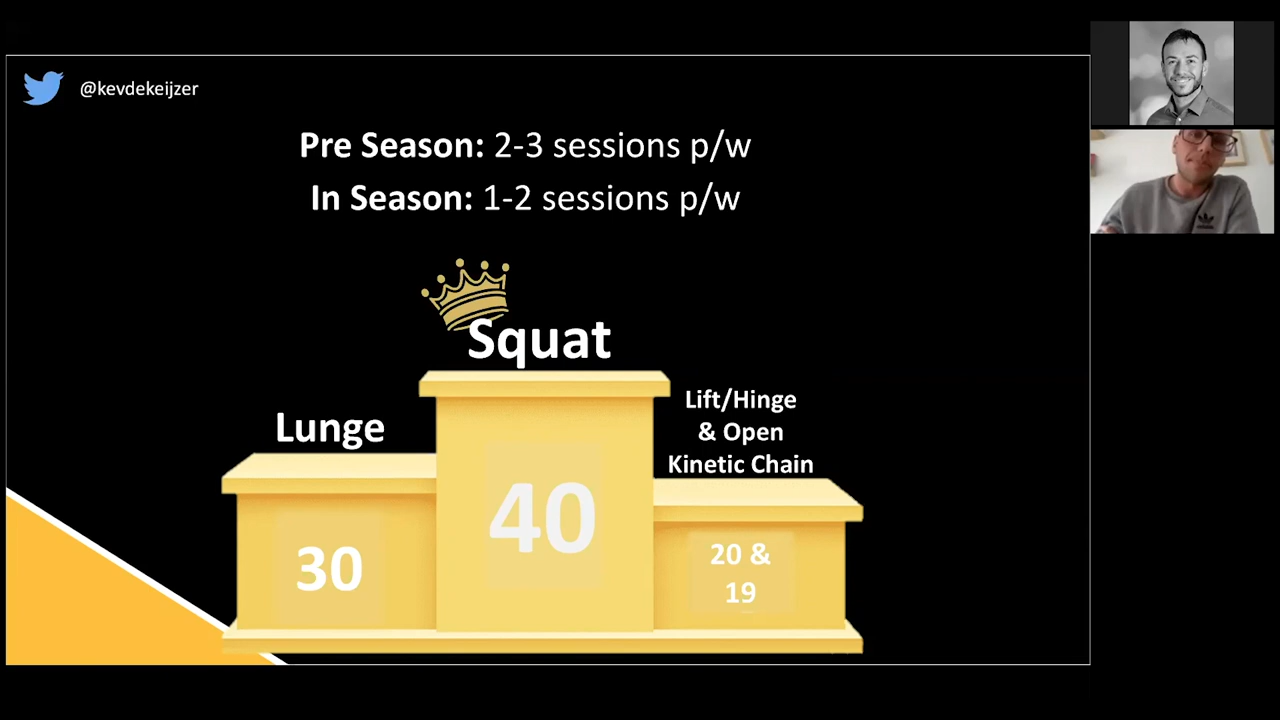 @kevdekeijzer
Pre Season: 2-3 sessions p/w
In Season: 1-2 sessions p/w
Squat
Lunge
Lift/Hinge
& Open
Kinetic Chain
40
30
20 &
19